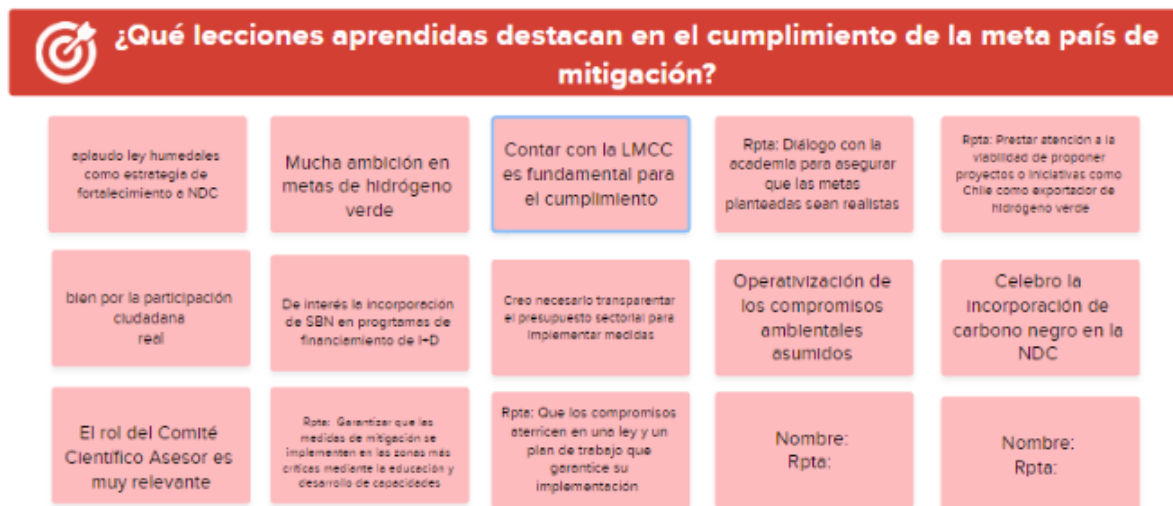 ¿Qué lecciones aprendidas destacan en el cumplimiento de la meta país de
mitigación?
aplaudo ley humedales
como estrategia de
fortalecimiento a NDC
Mucha ambición en
metas de hidrógeno
verde
Contar con la LMCC
es fundamental para
el cumplimiento
Rpta: Diálogo con la
academia para asegurar
que las metas
planteadas sean realistas
Rpta: Prestar atención a la
viabilidad de proponer
proyectos o iniciativas como
Chile como exportador de
hidrógeno verde
bien por la participación
ciudadana
real
De interés la incorporación
de SBN en progrtamas de
financiamiento de I+D
Creo necesario transparentar
el presupuesto sectorial para
implementar medidas
Operativización de
los compromisos
ambientales
asumidos
Celebro la
incorporación de
carbono negro en la
NDC
El rol del Comité
Científico Asesor es
muy relevante
Rpta: Garantizar que las
medidas de mitigación se
implementen en las zonas más
críticas mediante la educación y
desarrollo de capacidades
Rpta: Que los compromisos
aterricen en una ley y un
plan de trabajo que
garantice su
implementación
Nombre:
Rpta:
Nombre:
Rpta: